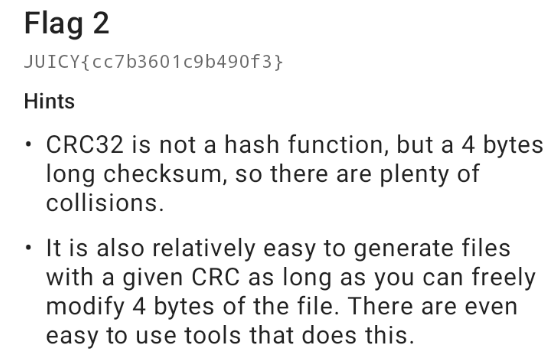 Flag 2
JUICY{cc7b3601c9b490f3}
Hints
• CRC32 is not a hash function, but a 4 bytes
long checksum, so there are plenty of
collisions.
• It is also relatively easy to generate files
with a given CRC as long as you can freely
modify 4 bytes of the file. There are even
easy to use tools that does this.